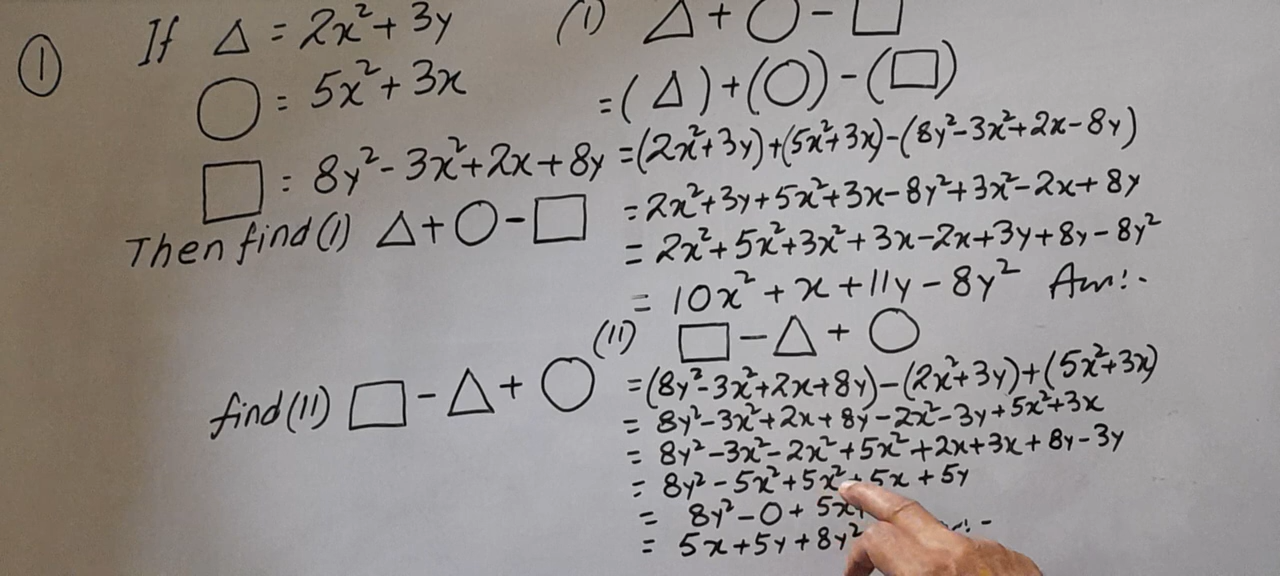 ① If △ = 2x² + 3y
○ = 5x² + 3x
□ = 8y² - 3x² + 2x + 8y
Then find (1) △ + ○ - □
find (11) □ - △ + ○
(1) △ + ○ - □
= (△) + (○) - (□)
= (2x² + 3y) + (5x² + 3x) - (8y² - 3x² + 2x - 8y)
= 2x² + 3y + 5x² + 3x - 8y² + 3x² - 2x + 8y
= 2x² + 5x² + 3x² + 3x - 2x + 3y + 8y - 8y²
= 10x² + x + 11y - 8y² Ans:-
(11) □ - △ + ○
= (8y² - 3x² + 2x + 8y) - (2x² + 3y) + (5x² + 3x)
= 8y² - 3x² + 2x + 8y - 2x² - 3y + 5x² + 3x
= 8y² - 3x² - 2x² + 5x² + 2x + 3x + 8y - 3y
= 8y² - 5x² + 5x² + 5x + 5y
= 8y² - 0 + 5x
= 5x + 5y + 8y²